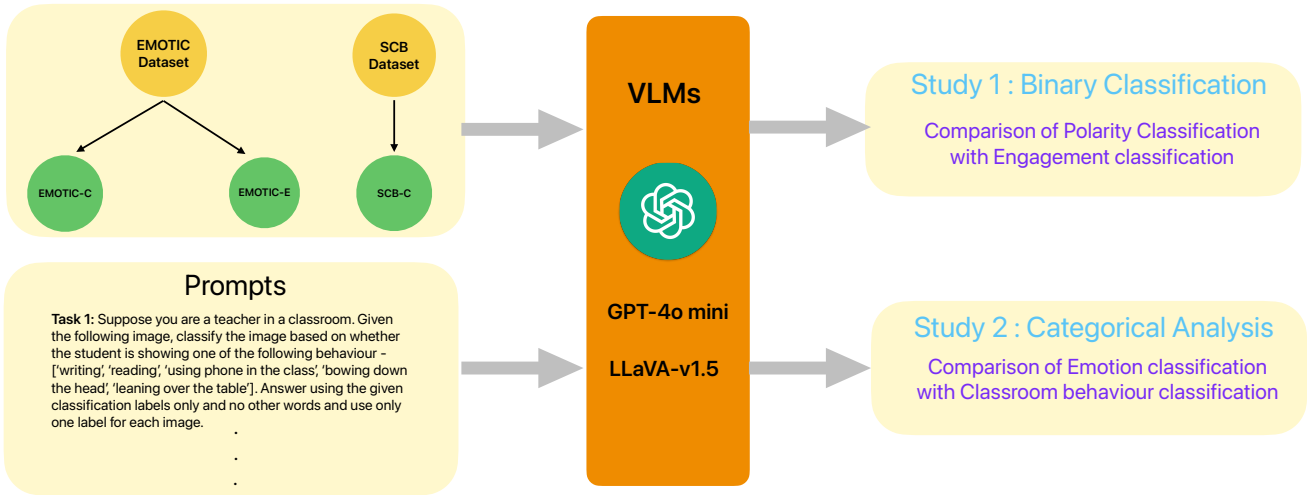 EMOTIC
Dataset
SCB
Dataset
EMOTIC-C
EMOTIC-E
SCB-C
Prompts
Task 1: Suppose you are a teacher in a classroom. Given
the following image, classify the image based on whether
the student is showing one of the following behaviour -
['writing', 'reading', 'using phone in the class', 'bowing down
the head', 'leaning over the table']. Answer using the given
classification labels only and no other words and use only
one label for each image.
.
.
.
VLMs
GPT-4o mini
LLaVA-v1.5
Study 1 : Binary Classification
Comparison of Polarity Classification
with Engagement classification
Study 2 : Categorical Analysis
Comparison of Emotion classification
with Classroom behaviour classification